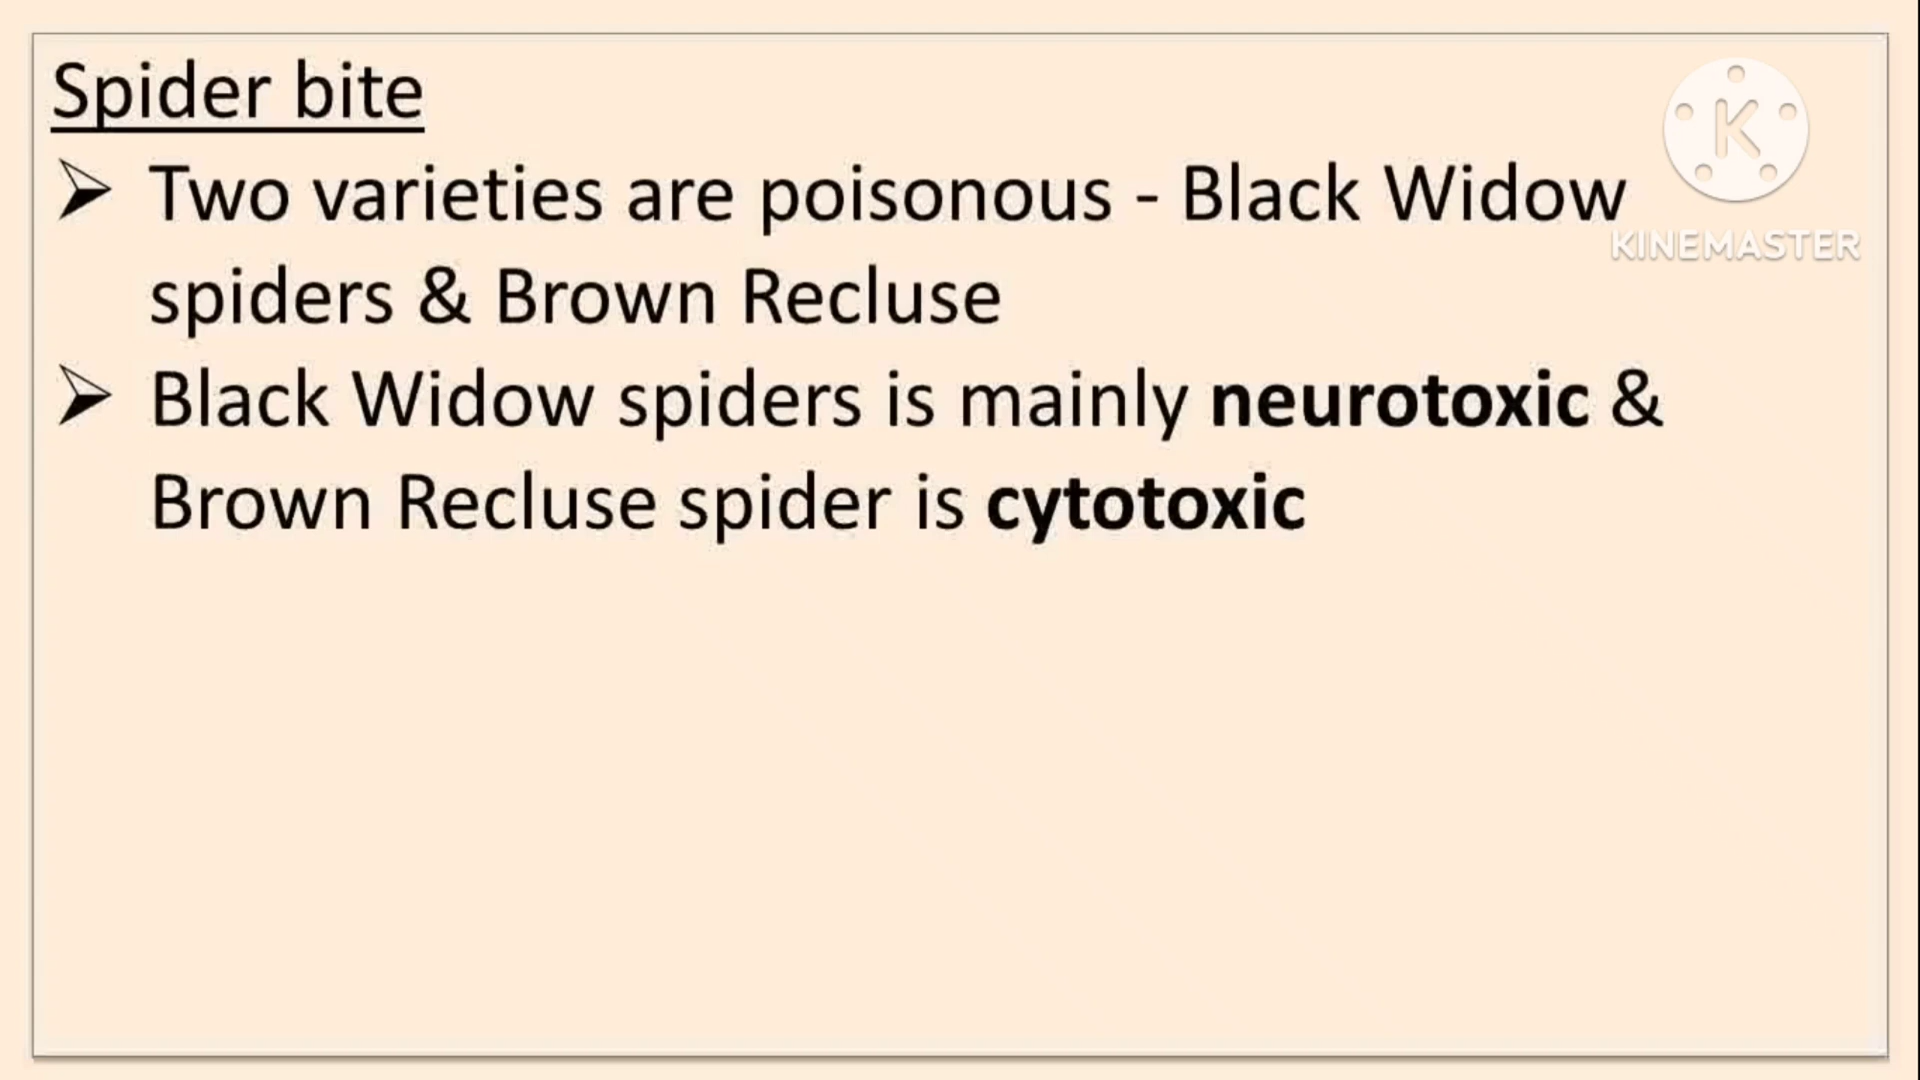 Spider bite
➢ Two varieties are poisonous - Black Widow
spiders & Brown Recluse
➢ Black Widow spiders is mainly neurotoxic &
Brown Recluse spider is cytotoxic
K
KINEMASTER